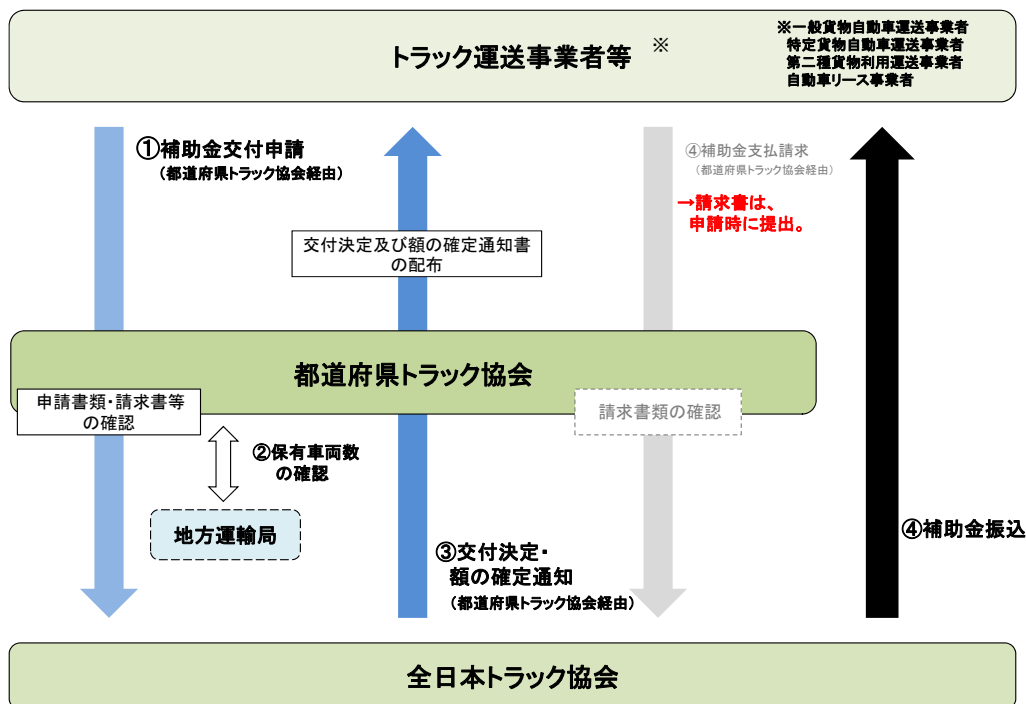 トラック運送事業者等 ※
※一般貨物自動車運送事業者
特定貨物自動車運送事業者
第二種貨物利用運送事業者
自動車リース事業者
①補助金交付申請
(都道府県トラック協会経由)
交付決定及び額の確定通知書
の配布
④補助金支払請求
(都道府県トラック協会経由)
→請求書は、
申請時に提出。
都道府県トラック協会
申請書類・請求書等
の確認
②保有車両数
の確認
地方運輸局
請求書類の確認
③交付決定・
額の確定通知
(都道府県トラック協会経由)
④補助金振込
全日本トラック協会